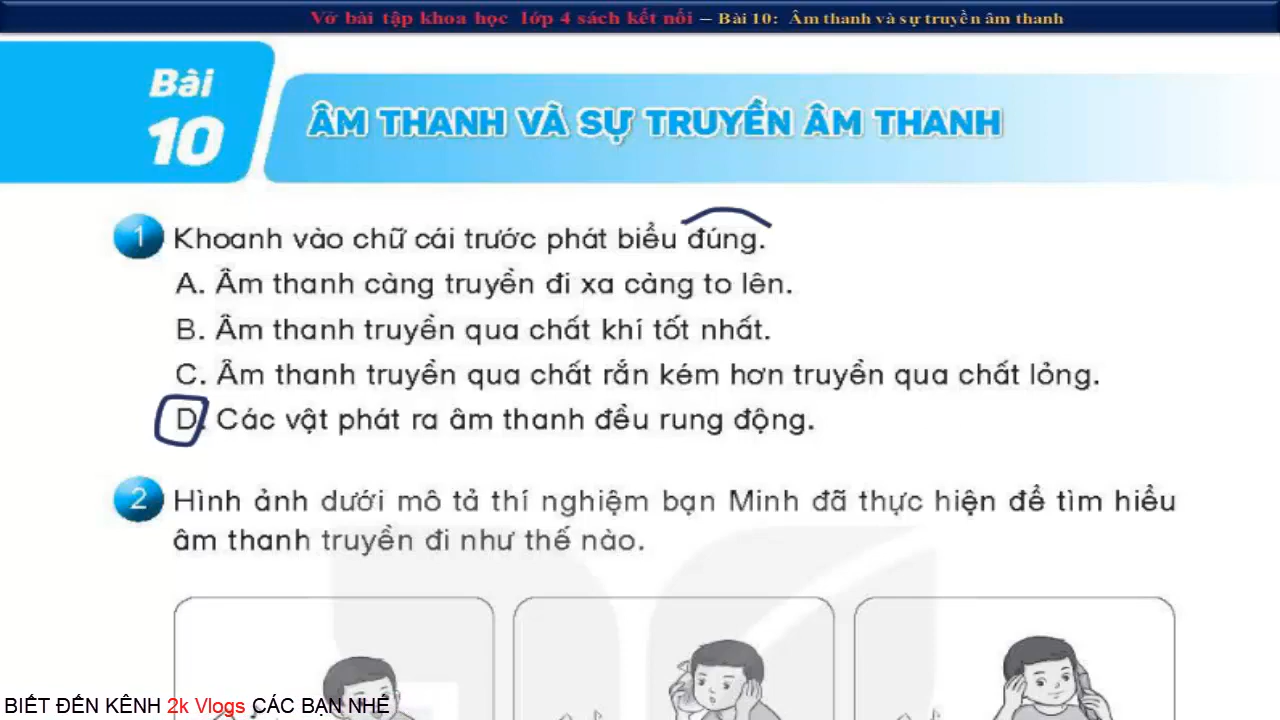 Vở bài tập khoa học lớp 4 sách kết nối – Bài 10: Âm thanh và sự truyền âm thanh
Bài
10
ÂM THANH VÀ SỰ TRUYỀN ÂM THANH
1 Khoanh vào chữ cái trước phát biểu đúng.
A. Âm thanh càng truyền đi xa càng to lên.
B. Âm thanh truyền qua chất khí tốt nhất.
C. Âm thanh truyền qua chất rắn kém hơn truyền qua chất lỏng.
D. Các vật phát ra âm thanh đều rung động.
2 Hình ảnh dưới mô tả thí nghiệm bạn Minh đã thực hiện để tìm hiểu
âm thanh truyền đi như thế nào.
BIẾT ĐẾN KÊNH 2k Vlogs CÁC BẠN NHÉ